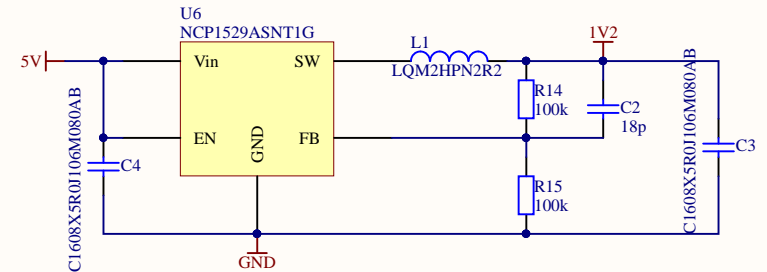 U6
NCP1529ASNT1G
5V
Vin
SW
EN
GND
FB
L1
LQM2HPN2R2
1V2
R14
100k
C2
18p
R15
100k
C4
C1608X5R0J106M080AB
C3
C1608X5R0J106M080AB
GND